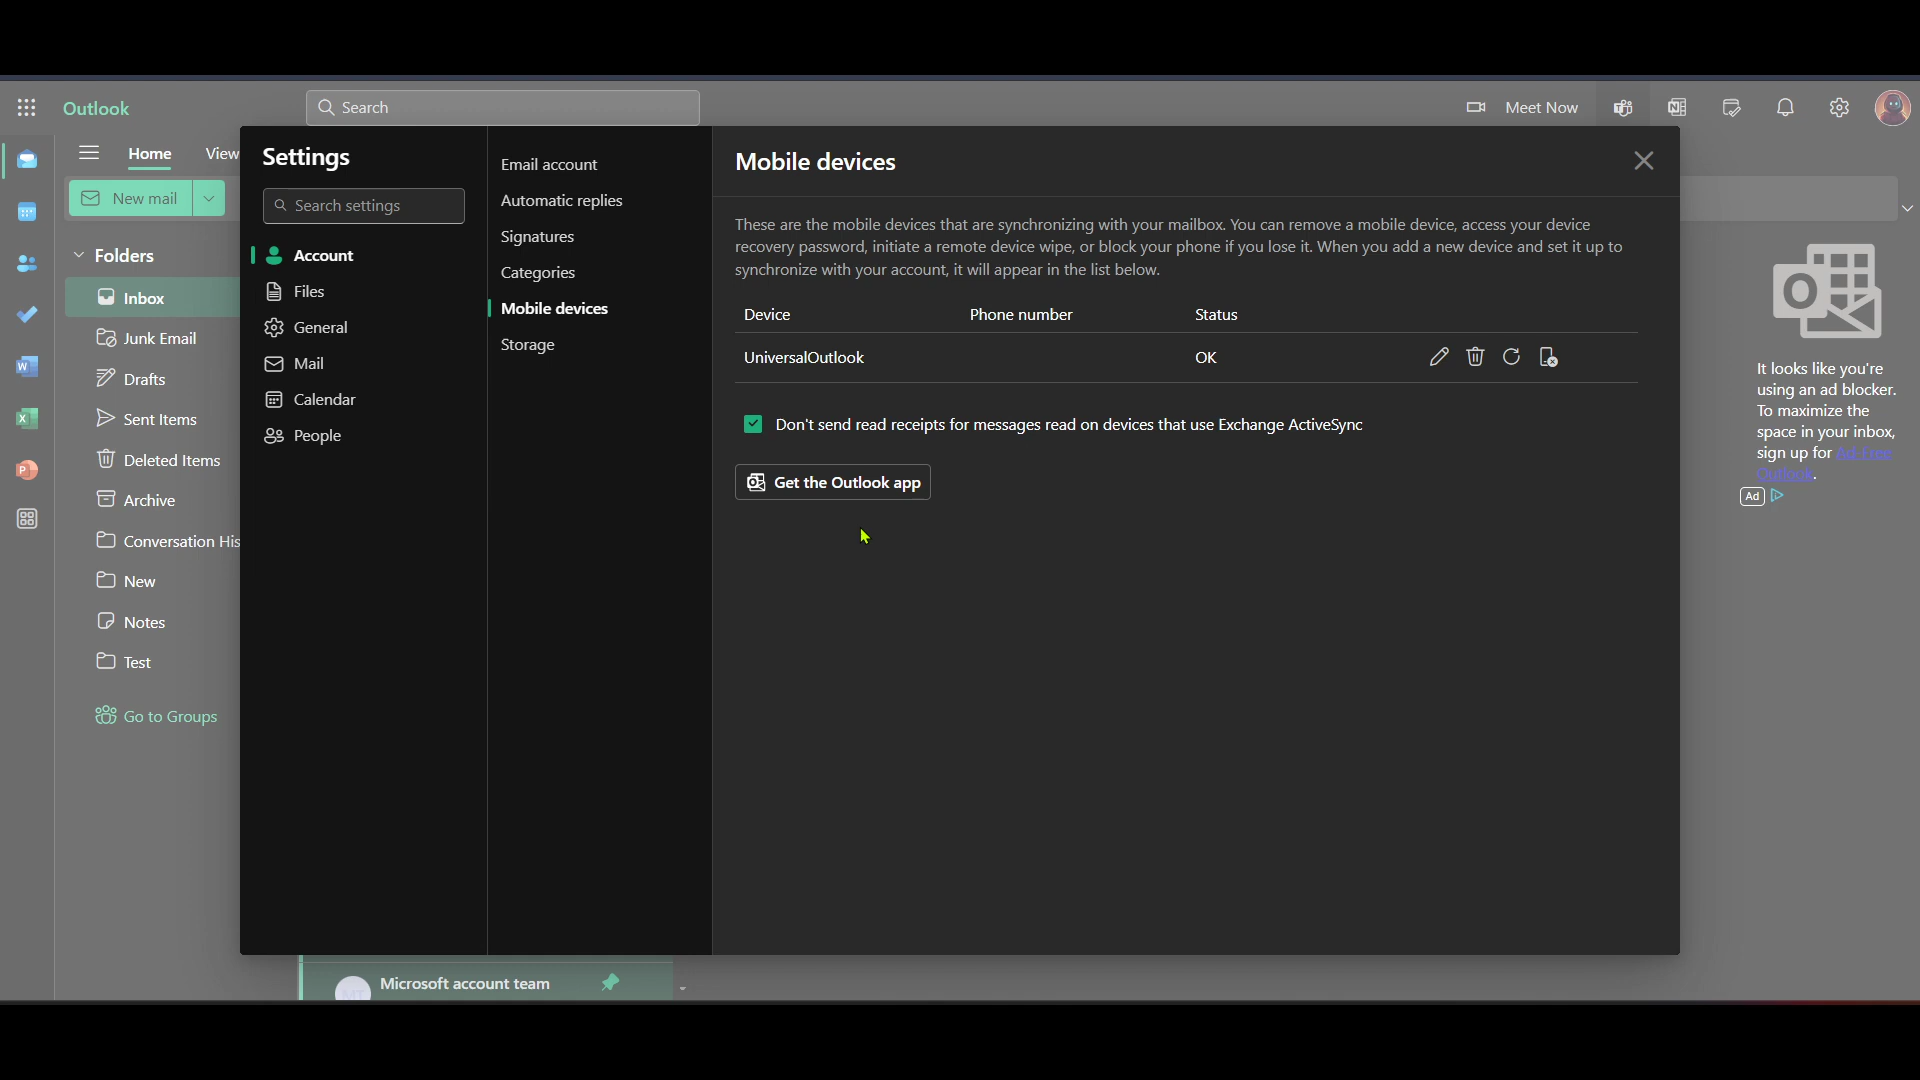 Outlook
Search
Meet Now
Home
View
New mail
Folders
Inbox
Junk Email
Drafts
Sent Items
Deleted Items
Archive
Conversation His
New
Notes
Test
Go to Groups
Settings
Search settings
Account
Files
General
Mail
Calendar
People
Email account
Automatic replies
Signatures
Categories
Mobile devices
Storage
Mobile devices
These are the mobile devices that are synchronizing with your mailbox. You can remove a mobile device, access your device
recovery password, initiate a remote device wipe, or block your phone if you lose it. When you add a new device and set it up to
synchronize with your account, it will appear in the list below.
Device Phone number Status
UniversalOutlook OK
Don't send read receipts for messages read on devices that use Exchange ActiveSync
Get the Outlook app
It looks like you're
using an ad blocker.
To maximize the
space in your inbox,
sign up for Ad-Free
Outlook.
Ad
Microsoft account team
MT